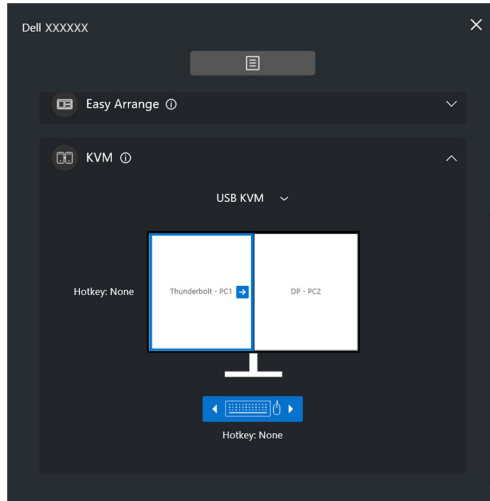 Dell XXXXXX
Easy Arrange
KVM
USB KVM
Hotkey: None
Thunderbolt - PC1
DP - PC2
Hotkey: None